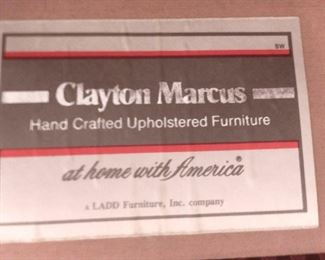 SW
Clayton Marcus
Hand Crafted Upholstered Furniture
at home with America®
a LADD Furniture, Inc. company